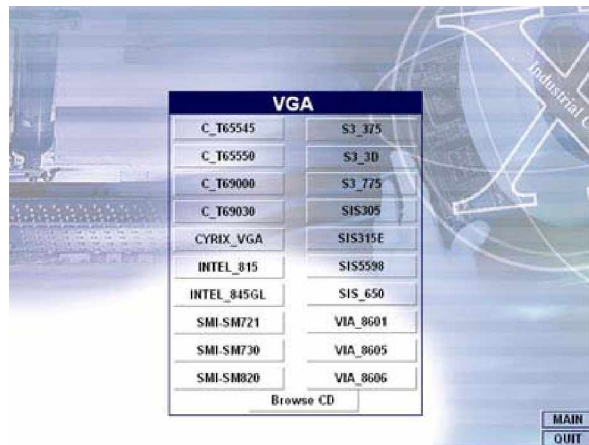 VGA
C_T65545 S3_375
C_T65550 S3_3D
C_T69000 S3_775
C_T69030 SIS305
CYRIX_VGA SIS315E
INTEL_815 SIS5598
INTEL_845GL SIS_650
SMI-SM721 VIA_8601
SMI-SM730 VIA_8605
SMI-SM820 VIA_8606
Browse CD
Industrial
MAIN
QUIT